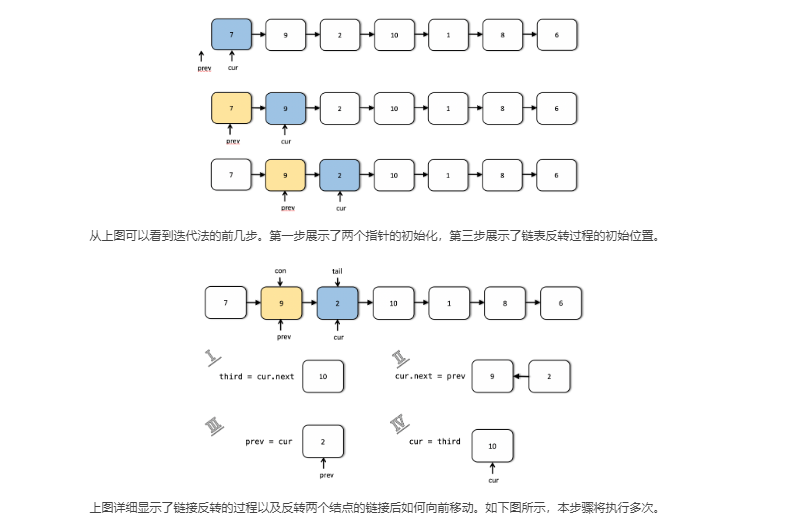 7 9 2 10 1 8 6
prev cur
7 9 2 10 1 8 6
prev cur
7 9 2 10 1 8 6
prev cur
从上图可以看到迭代法的前几步。第一步展示了两个指针的初始化，第三步展示了链表反转过程的初始位置。
con tail
7 9 2 10 1 8 6
prev cur
I II
third = cur.next 10 cur.next = prev 9 2
III IV
prev = cur 2 cur = third 10
prev cur
上图详细显示了链接反转的过程以及反转两个结点的链接后如何向前移动。如下图所示，本步骤将执行多次。